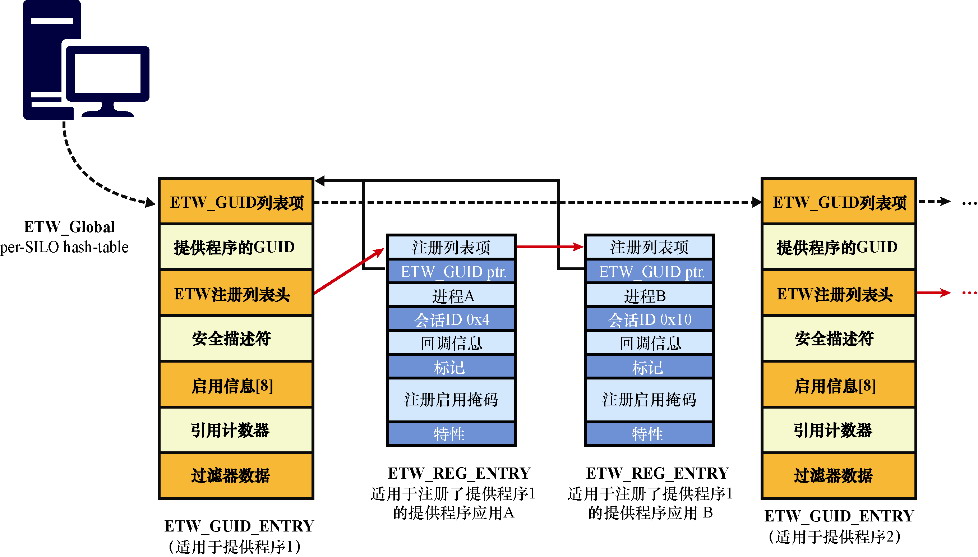 ETW_Global
per-SILO hash-table
ETW_GUID列表项
提供程序的GUID
ETW注册列表头
安全描述符
启用信息[8]
引用计数器
过滤器数据
ETW_GUID_ENTRY
（适用于提供程序1）
注册列表项
ETW_GUID ptr.
进程A
会话ID 0x4
回调信息
标记
注册启用掩码
特性
ETW_REG_ENTRY
适用于注册了提供程序1
的提供程序应用A
注册列表项
ETW_GUID ptr.
进程B
会话ID 0x10
回调信息
标记
注册启用掩码
特性
ETW_REG_ENTRY
适用于注册了提供程序1
的提供程序应用 B
ETW_GUID列表项
提供程序的GUID
ETW注册列表头
安全描述符
启用信息[8]
引用计数器
过滤器数据
ETW_GUID_ENTRY
（适用于提供程序2）
...
...